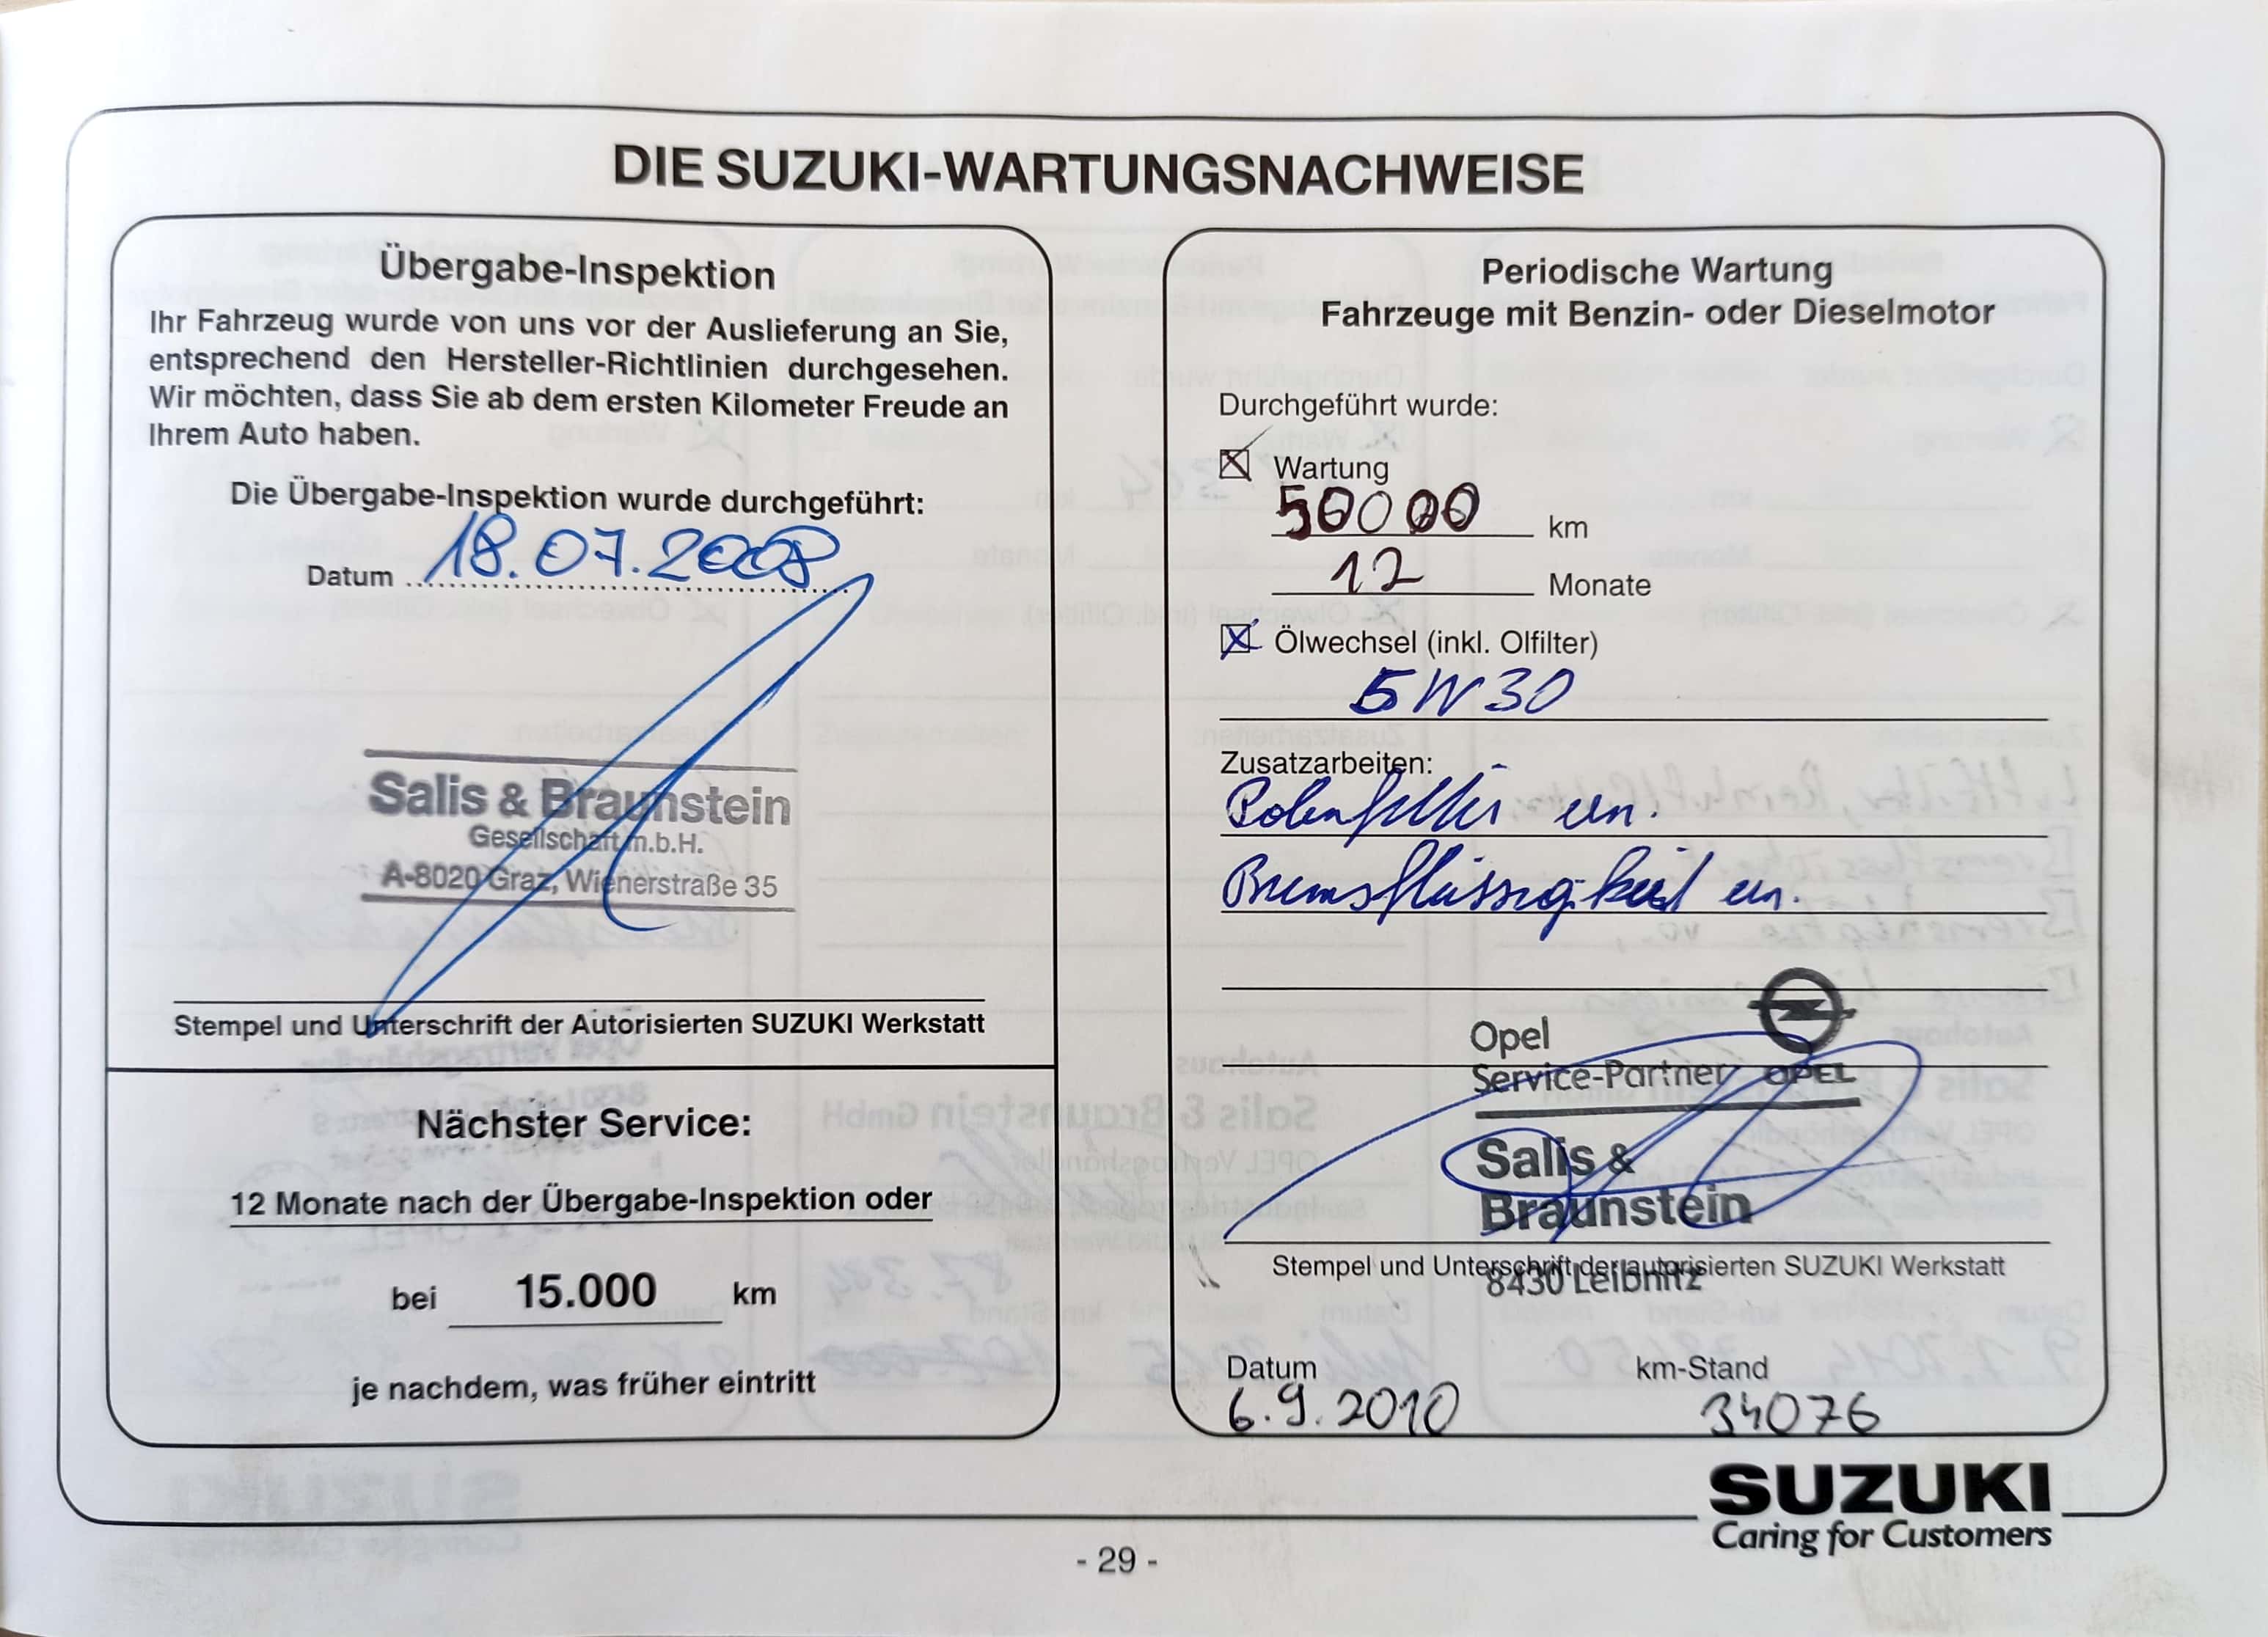 DIE SUZUKI-WARTUNGSNACHWEISE
Übergabe-Inspektion
Ihr Fahrzeug wurde von uns vor der Auslieferung an Sie,
entsprechend den Hersteller-Richtlinien durchgesehen.
Wir möchten, dass Sie ab dem ersten Kilometer Freude an
Ihrem Auto haben.
Die Übergabe-Inspektion wurde durchgeführt:
Datum 18.07.2008
Salis & Braunstein
Gesellschaft m.b.H.
A-8020 Graz, Wienerstraße 35
Stempel und Unterschrift der Autorisierten SUZUKI Werkstatt
Nächster Service:
12 Monate nach der Übergabe-Inspektion oder
bei 15.000 km
je nachdem, was früher eintritt
Periodische Wartung
Fahrzeuge mit Benzin- oder Dieselmotor
Durchgeführt wurde:
Wartung
50000 km
12 Monate
Ölwechsel (inkl. Olfilter)
5W30
Zusatzarbeiten:
Polenfilter ern.
Bremsflüssigkeit ern.
Opel
Service-Partner OPEL
Salis &
Braunstein
Stempel und Unterschrift der autorisierten SUZUKI Werkstatt
8430 Leibnitz
Datum km-Stand
6.9.2010 34076
SUZUKI
Caring for Customers
- 29 -